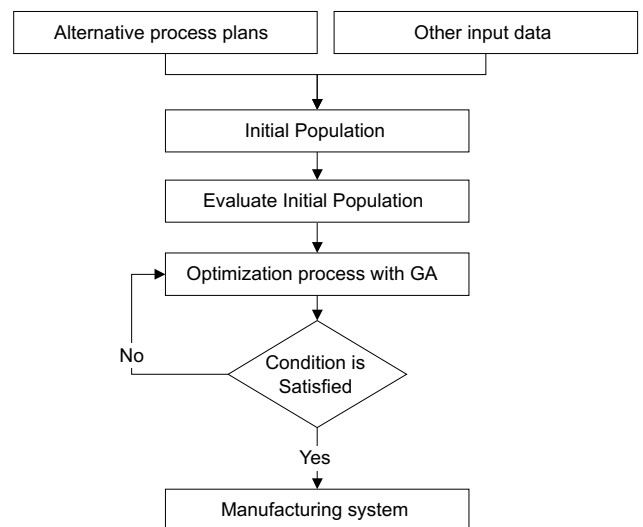 Alternative process plans
Other input data
Initial Population
Evaluate Initial Population
Optimization process with GA
No
Condition is
Satisfied
Yes
Manufacturing system